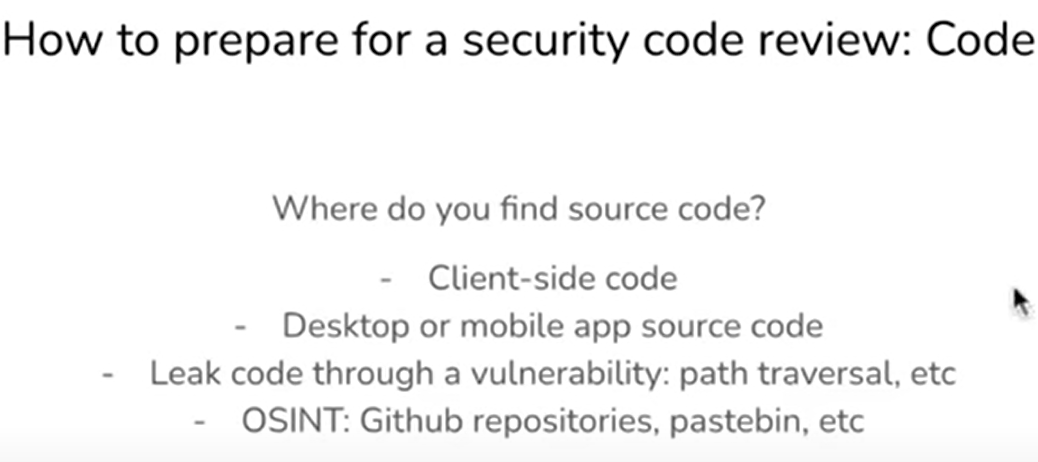 How to prepare for a security code review: Code
Where do you find source code?
- Client-side code
- Desktop or mobile app source code
- Leak code through a vulnerability: path traversal, etc
- OSINT: Github repositories, pastebin, etc